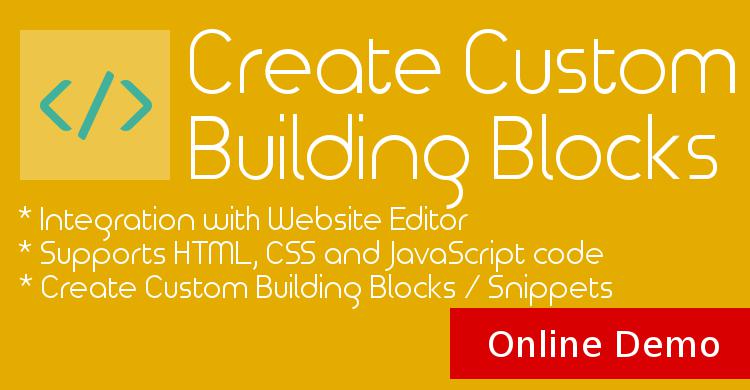 </>
Create Custom
Building Blocks
* Integration with Website Editor
* Supports HTML, CSS and JavaScript code
* Create Custom Building Blocks / Snippets
Online Demo